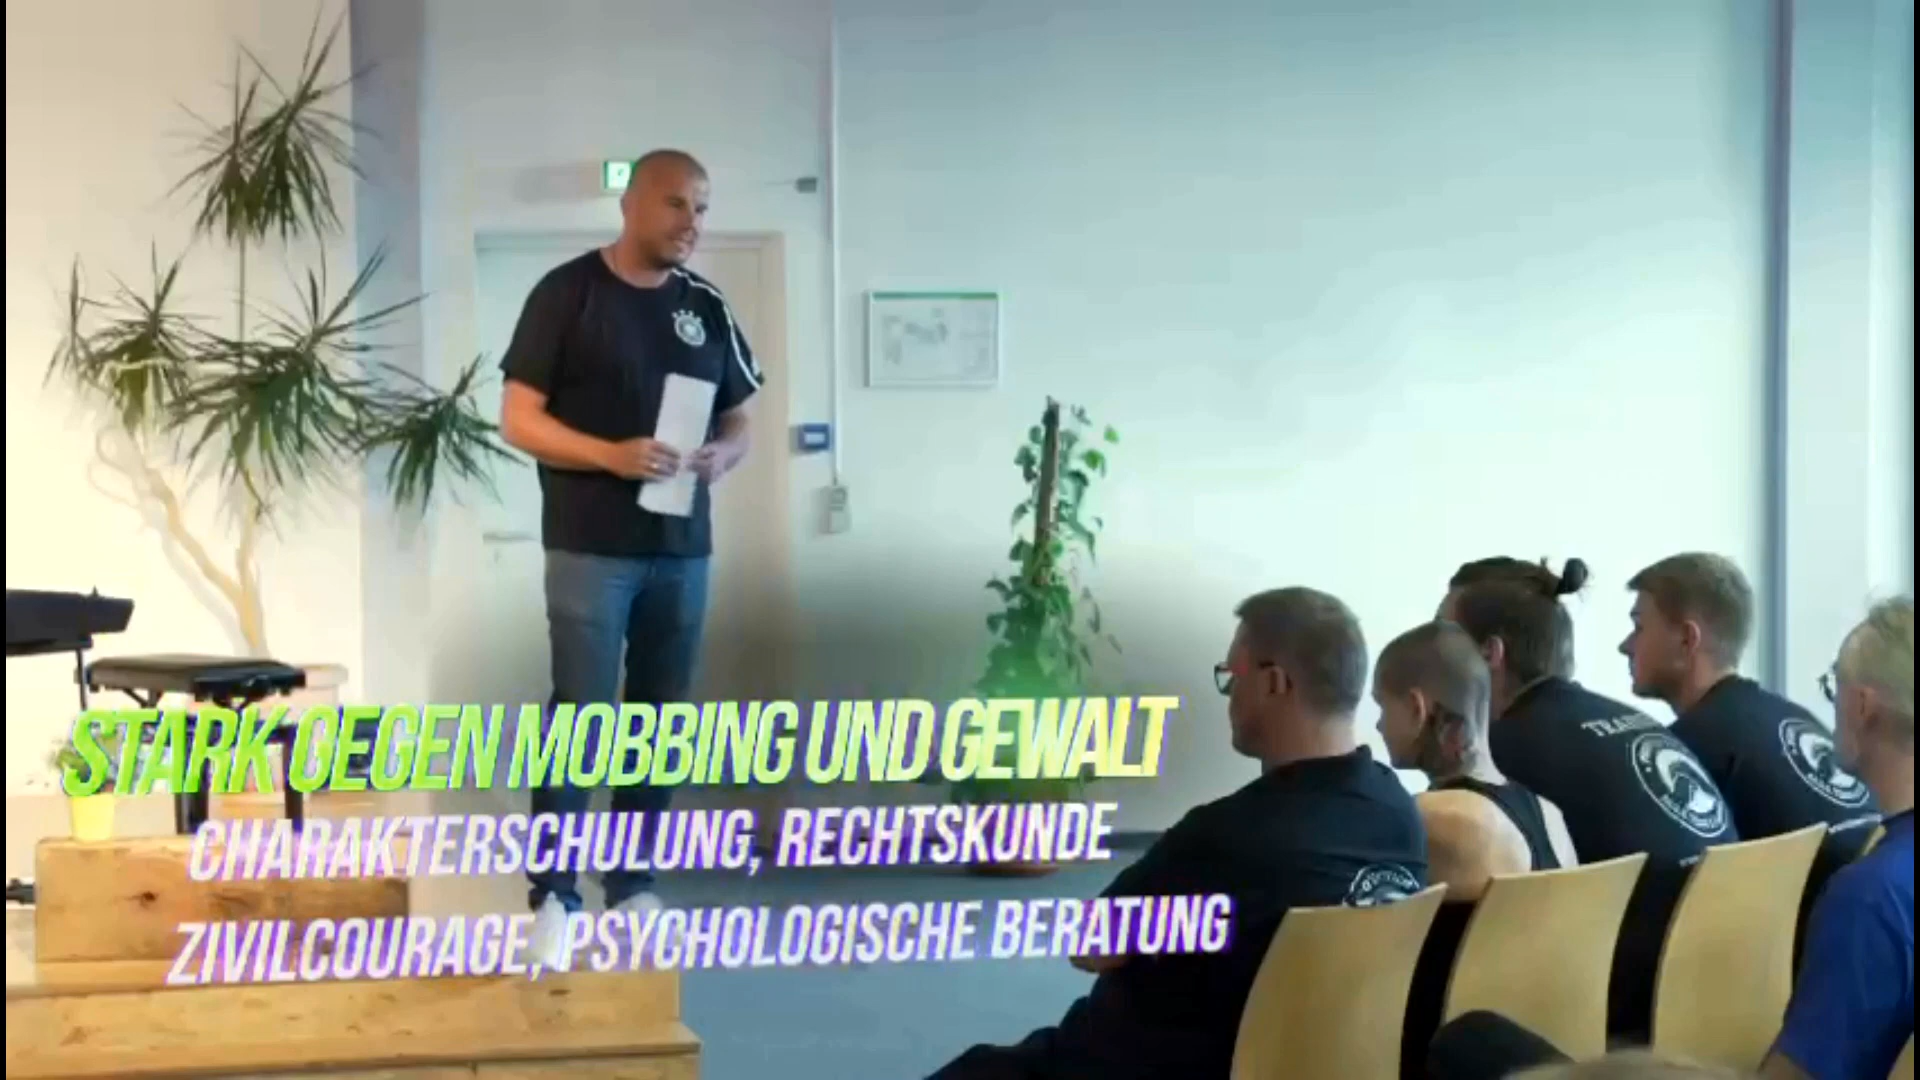 STARK GEGEN MOBBING UND GEWALT
CHARAKTERSCHULUNG, RECHTSKUNDE
ZIVILCOURAGE, PSYCHOLOGISCHE BERATUNG